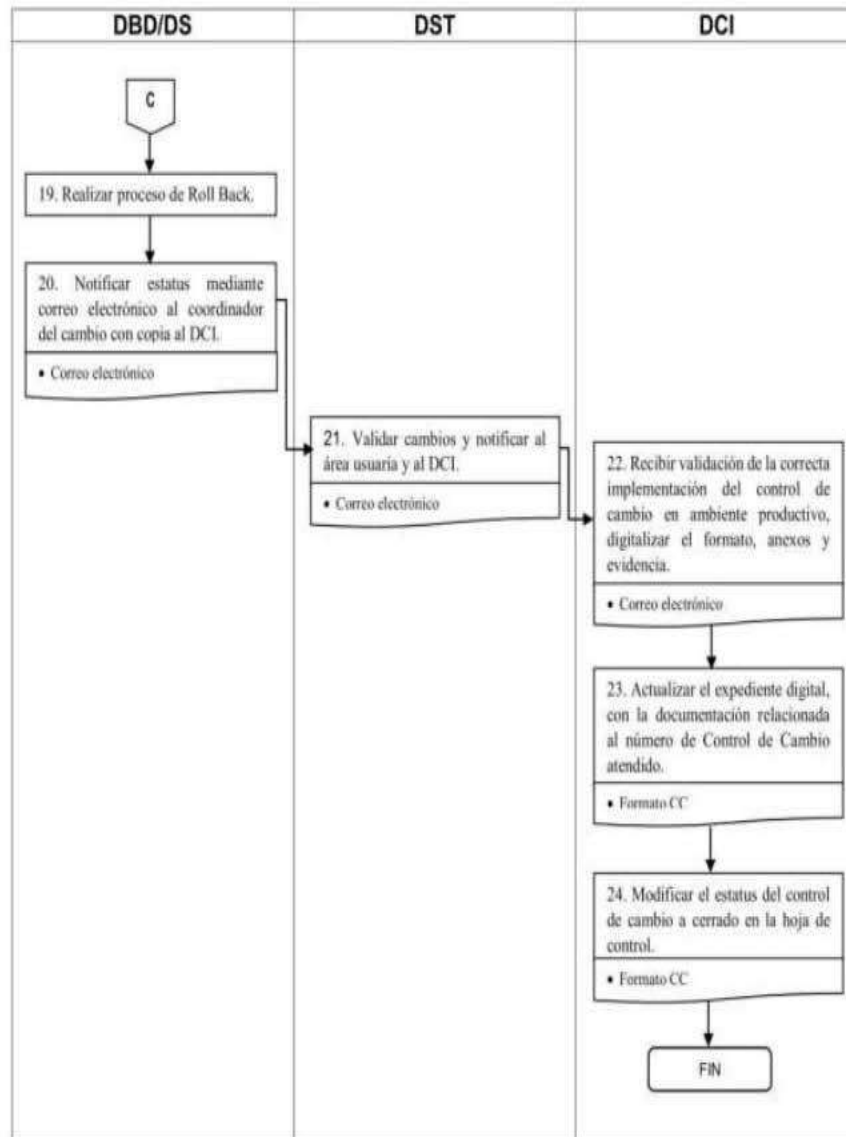 DBD/DS
DST
DCI
C
19. Realizar proceso de Roll Back.
20. Notificar estatus mediante
correo electrónico al coordinador
del cambio con copia al DCI.
• Correo electrónico
21. Validar cambios y notificar al
área usuaria y al DCI.
• Correo electrónico
22. Recibir validación de la correcta
implementación del control de
cambio en ambiente productivo,
digitalizar el formato, anexos y
evidencia.
• Correo electrónico
23. Actualizar el expediente digital,
con la documentación relacionada
al número de Control de Cambio
atendido.
• Formato CC
24. Modificar el estatus del control
de cambio a cerrado en la hoja de
control.
• Formato CC
FIN